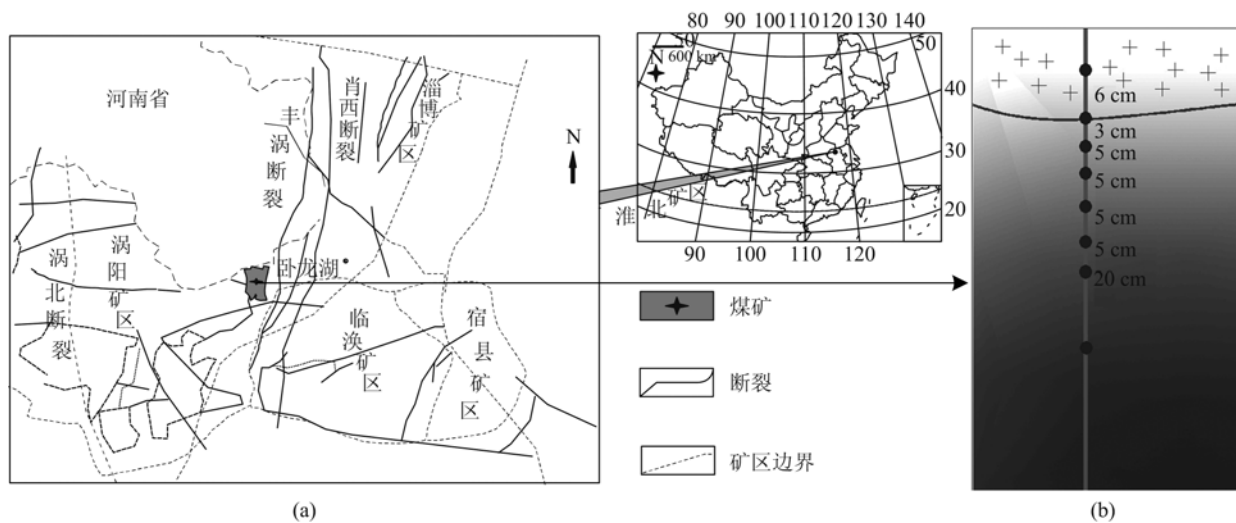 河南省
丰涡断裂
肖西断裂
淄博矿区
N
涡北断裂
涡阳矿区
卧龙湖
临涣矿区
宿县矿区
(a)
80 90 100 110 120 130 140
0
600 km
N
50
40
30
20
90 100 110 120
淮北矿区
煤矿
断裂
矿区边界
6 cm
3 cm
5 cm
5 cm
5 cm
5 cm
20 cm
(b)